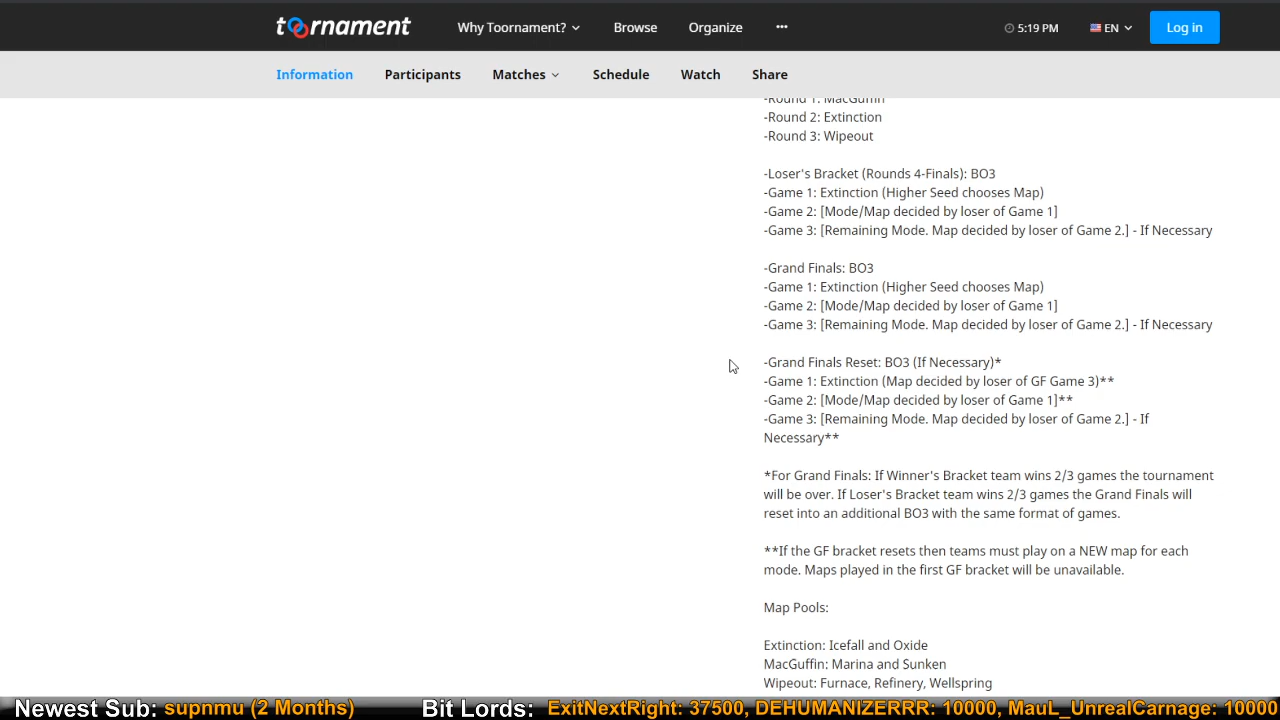 toornament
Why Toornament?
Browse
Organize
•••
5:19 PM
EN
Log in
Information
Participants
Matches
Schedule
Watch
Share
-Round 1: MacGuffin
-Round 2: Extinction
-Round 3: Wipeout
-Loser's Bracket (Rounds 4-Finals): BO3
-Game 1: Extinction (Higher Seed chooses Map)
-Game 2: [Mode/Map decided by loser of Game 1]
-Game 3: [Remaining Mode. Map decided by loser of Game 2.] - If Necessary
-Grand Finals: BO3
-Game 1: Extinction (Higher Seed chooses Map)
-Game 2: [Mode/Map decided by loser of Game 1]
-Game 3: [Remaining Mode. Map decided by loser of Game 2.] - If Necessary
-Grand Finals Reset: BO3 (If Necessary)*
-Game 1: Extinction (Map decided by loser of GF Game 3)**
-Game 2: [Mode/Map decided by loser of Game 1]**
-Game 3: [Remaining Mode. Map decided by loser of Game 2.] - If
Necessary**
*For Grand Finals: If Winner's Bracket team wins 2/3 games the tournament
will be over. If Loser's Bracket team wins 2/3 games the Grand Finals will
reset into an additional BO3 with the same format of games.
**If the GF bracket resets then teams must play on a NEW map for each
mode. Maps played in the first GF bracket will be unavailable.
Map Pools:
Extinction: Icefall and Oxide
MacGuffin: Marina and Sunken
Wipeout: Furnace, Refinery, Wellspring
Newest Sub: supnmu (2 Months) Bit Lords: ExitNextRight: 37500, DEHUMANIZERRR: 10000, MauL_UnrealCarnage: 10000